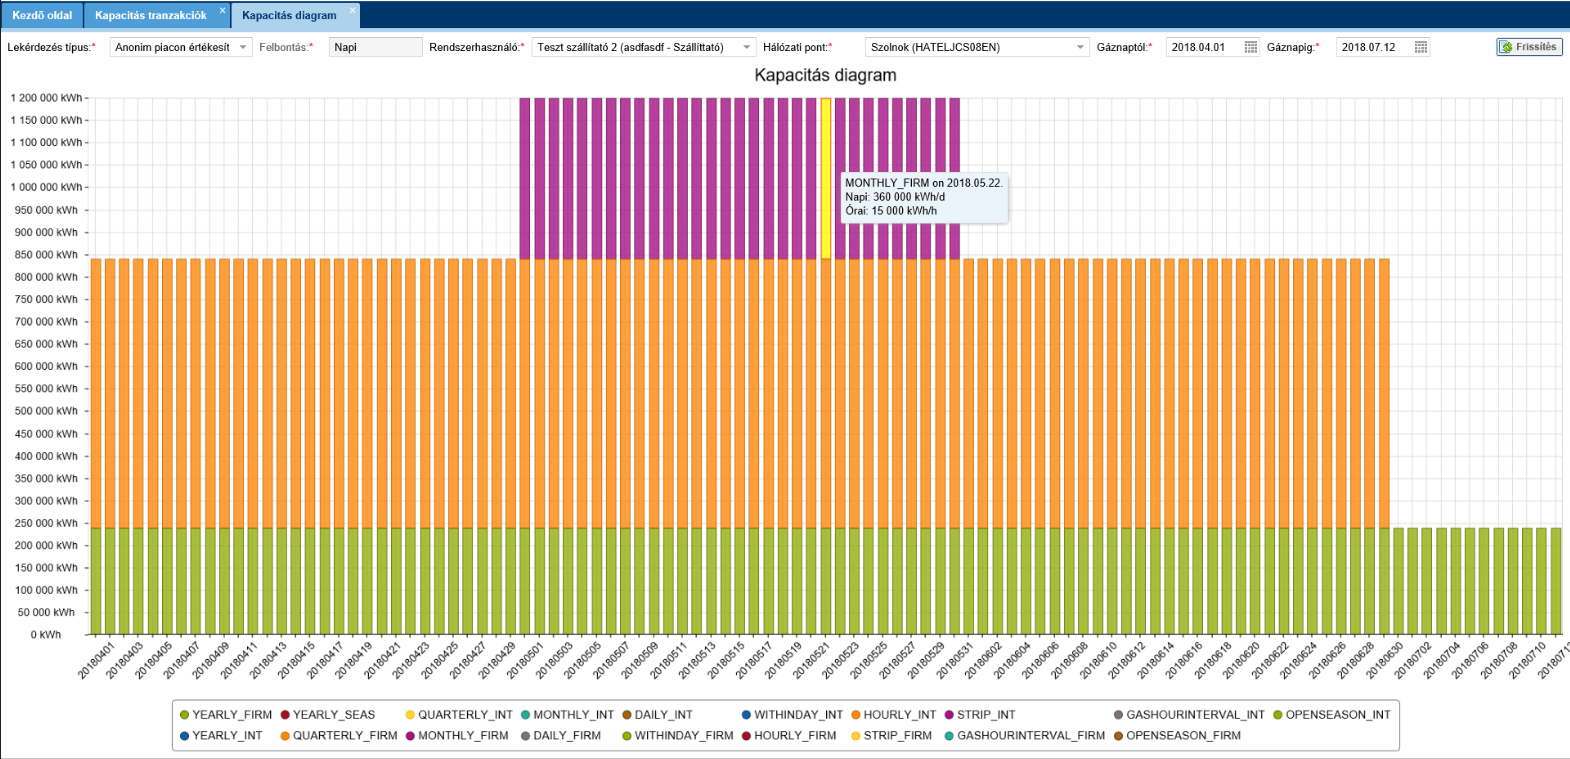 Kezdő oldal Kapacitás tranzakciók × Kapacitás diagram ×
Lekérdezés típus:* Anonim piacon értékesít Felbontás:* Napi Rendszerhasználó:* Teszt szállítató 2 (asdfasdf - Szállíttató) Hálózati pont:* Szolnok (HATELJCS08EN) Gáznaptól:* 2018.04.01 Gáznapig:* 2018.07.12 Frissítés
Kapacitás diagram
1 200 000 kWh
1 150 000 kWh
1 100 000 kWh
1 050 000 kWh
1 000 000 kWh
950 000 kWh
900 000 kWh
850 000 kWh
800 000 kWh
750 000 kWh
700 000 kWh
650 000 kWh
600 000 kWh
550 000 kWh
500 000 kWh
450 000 kWh
400 000 kWh
350 000 kWh
300 000 kWh
250 000 kWh
200 000 kWh
150 000 kWh
100 000 kWh
50 000 kWh
0 kWh
MONTHLY_FIRM on 2018.05.22.
Napi: 360 000 kWh/d
Órai: 15 000 kWh/h
20180401 20180403 20180405 20180407 20180409 20180411 20180413 20180415 20180417 20180419 20180421 20180423 20180425 20180427 20180429 20180501 20180503 20180505 20180507 20180509 20180511 20180513 20180515 20180517 20180519 20180521 20180523 20180525 20180527 20180529 20180531 20180602 20180604 20180606 20180608 20180610 20180612 20180614 20180616 20180618 20180620 20180622 20180624 20180626 20180628 20180630 20180702 20180704 20180706 20180708 20180710
YEARLY_FIRM YEARLY_SEAS QUARTERLY_INT MONTHLY_INT DAILY_INT WITHINDAY_INT HOURLY_INT STRIP_INT GASHOURINTERVAL_INT OPENSEASON_INT
YEARLY_INT QUARTERLY_FIRM MONTHLY_FIRM DAILY_FIRM WITHINDAY_FIRM HOURLY_FIRM STRIP_FIRM GASHOURINTERVAL_FIRM OPENSEASON_FIRM